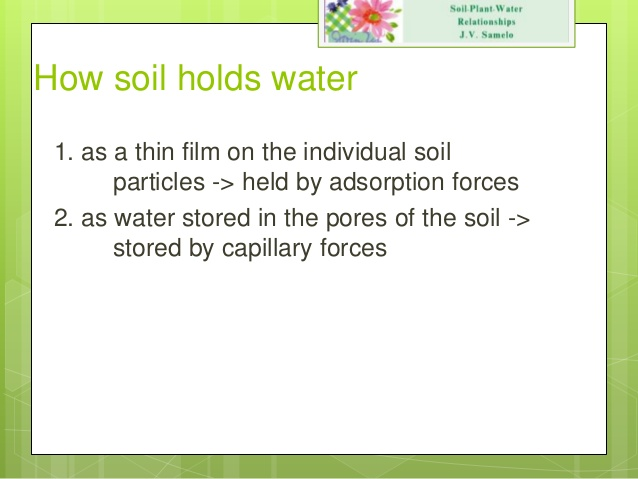 Soil-Plant-Water
Relationships
J.V. Samelo
How soil holds water
1. as a thin film on the individual soil
particles -> held by adsorption forces
2. as water stored in the pores of the soil ->
stored by capillary forces